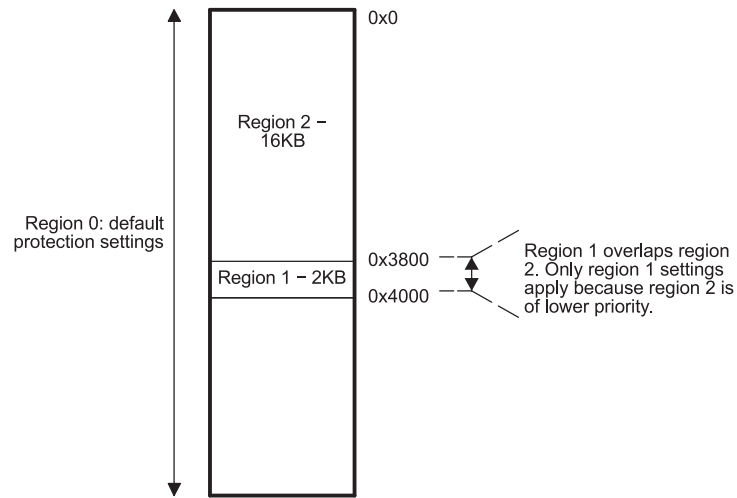 0x0
Region 2 −
16KB
Region 0: default
protection settings
0x3800
Region 1 − 2KB
0x4000
Region 1 overlaps region
2. Only region 1 settings
apply because region 2 is
of lower priority.